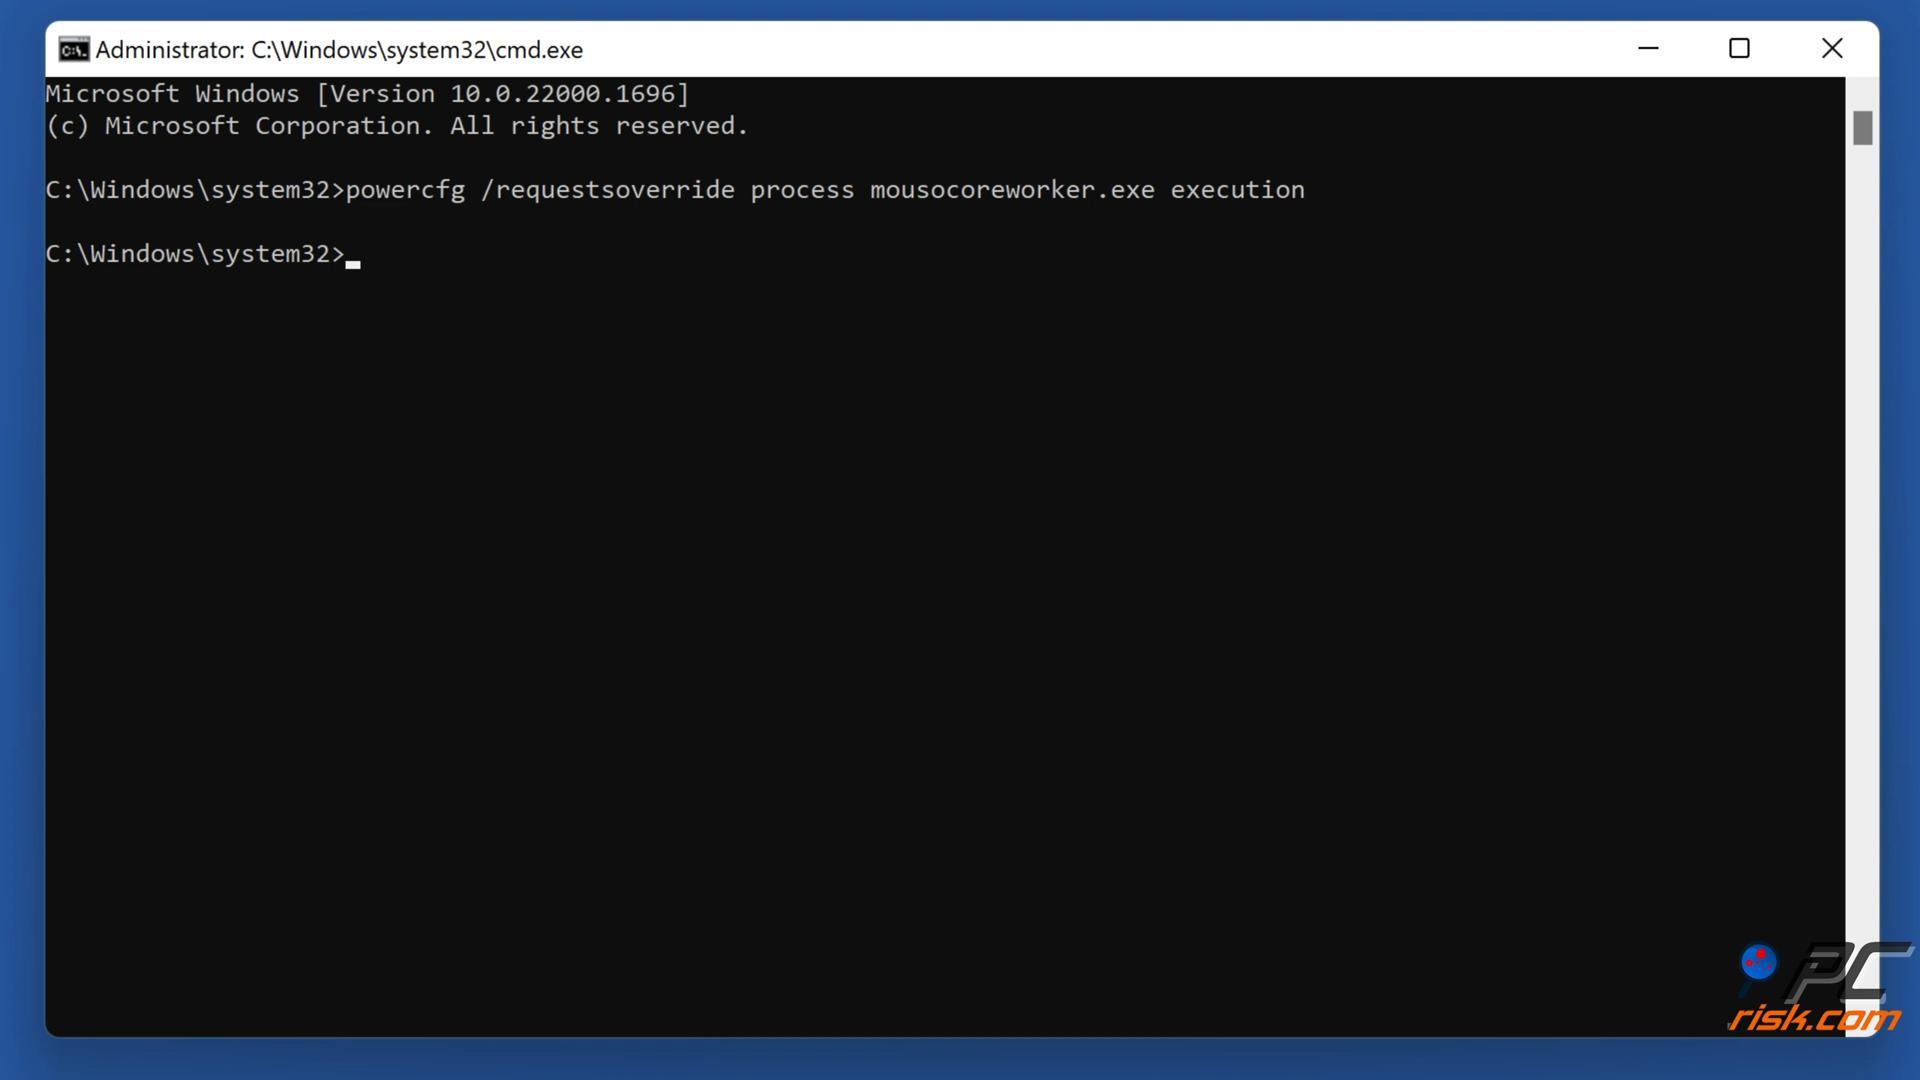 Administrator: C:\Windows\system32\cmd.exe
Microsoft Windows [Version 10.0.22000.1696]
(c) Microsoft Corporation. All rights reserved.
C:\Windows\system32>powercfg /requestsoverride process mousocoreworker.exe execution
C:\Windows\system32>
PC
risk.com